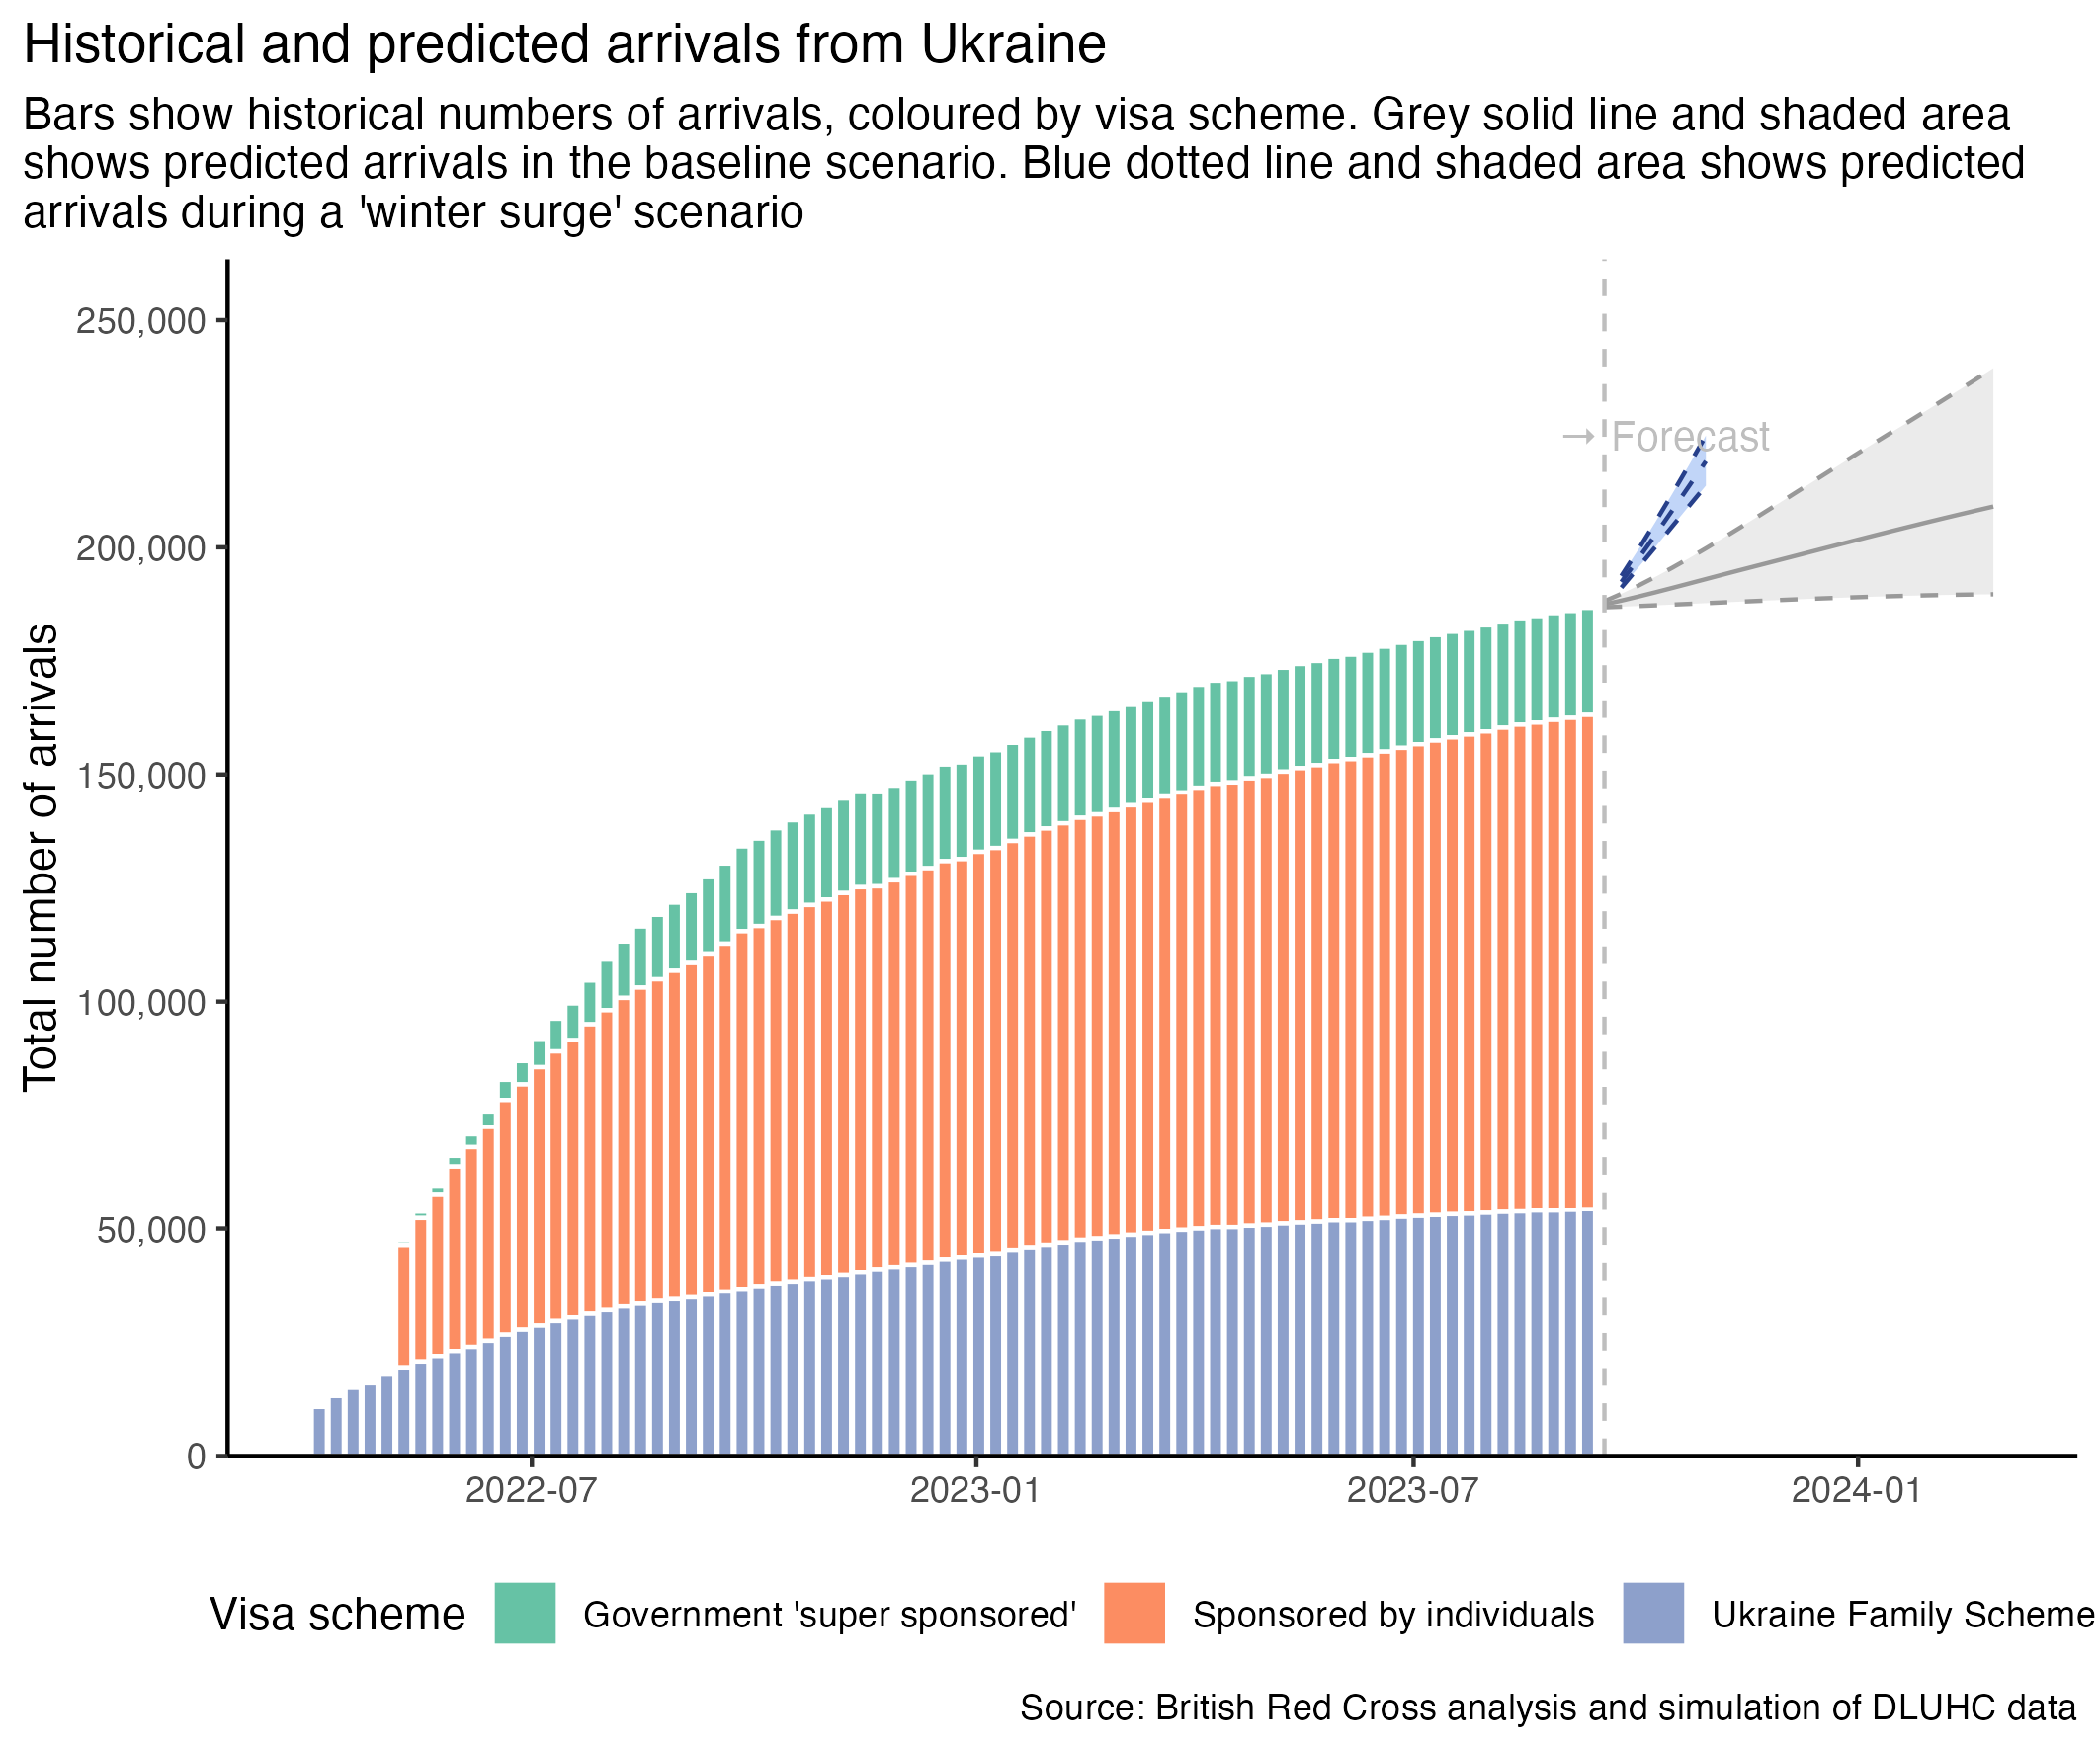 Historical and predicted arrivals from Ukraine
Bars show historical numbers of arrivals, coloured by visa scheme. Grey solid line and shaded area
shows predicted arrivals in the baseline scenario. Blue dotted line and shaded area shows predicted
arrivals during a 'winter surge' scenario
Total number of arrivals
250,000
200,000
150,000
100,000
50,000
0
→ Forecast
2022-07
2023-01
2023-07
2024-01
Visa scheme
Government 'super sponsored'
Sponsored by individuals
Ukraine Family Scheme
Source: British Red Cross analysis and simulation of DLUHC data